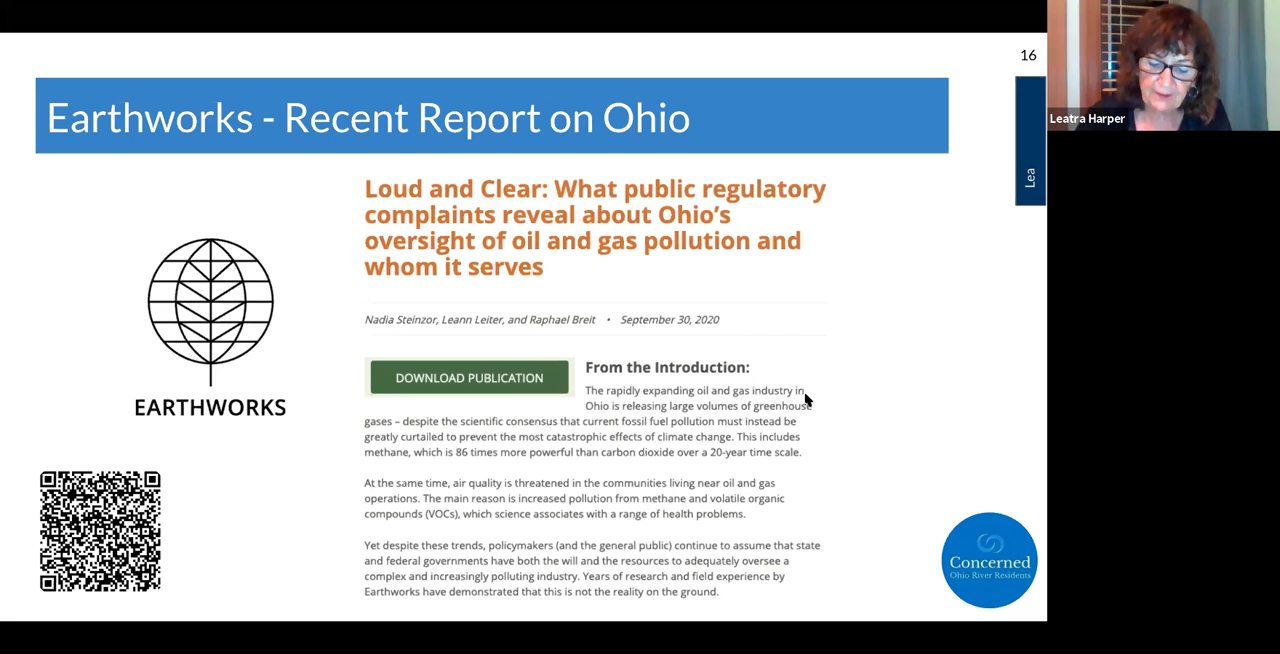 16
Earthworks - Recent Report on Ohio
Leatra Harper
Lea
Loud and Clear: What public regulatory
complaints reveal about Ohio’s
oversight of oil and gas pollution and
whom it serves
Nadia Steinzor, Leann Leiter, and Raphael Breit • September 30, 2020
EARTHWORKS
DOWNLOAD PUBLICATION
From the Introduction:
The rapidly expanding oil and gas industry in
Ohio is releasing large volumes of greenhouse
gases – despite the scientific consensus that current fossil fuel pollution must instead be
greatly curtailed to prevent the most catastrophic effects of climate change. This includes
methane, which is 86 times more powerful than carbon dioxide over a 20-year time scale.
At the same time, air quality is threatened in the communities living near oil and gas
operations. The main reason is increased pollution from methane and volatile organic
compounds (VOCs), which science associates with a range of health problems.
Yet despite these trends, policymakers (and the general public) continue to assume that state
and federal governments have both the will and the resources to adequately oversee a
complex and increasingly polluting industry. Years of research and field experience by
Earthworks have demonstrated that this is not the reality on the ground.
Concerned
Ohio River Residents